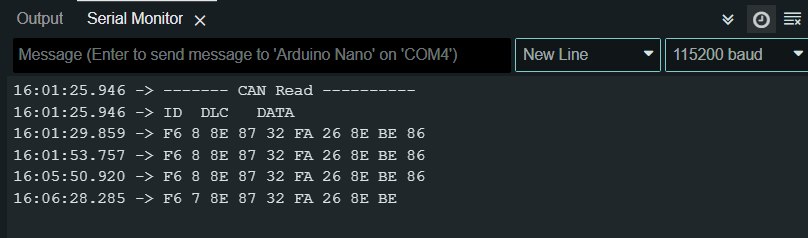 Output Serial Monitor
Message (Enter to send message to 'Arduino Nano' on 'COM4') New Line 115200 baud
16:01:25.946 -> ------- CAN Read ----------
16:01:25.946 -> ID  DLC   DATA
16:01:29.859 -> F6 8 8E 87 32 FA 26 8E BE 86
16:01:53.757 -> F6 8 8E 87 32 FA 26 8E BE 86
16:05:50.920 -> F6 8 8E 87 32 FA 26 8E BE 86
16:06:28.285 -> F6 7 8E 87 32 FA 26 8E BE